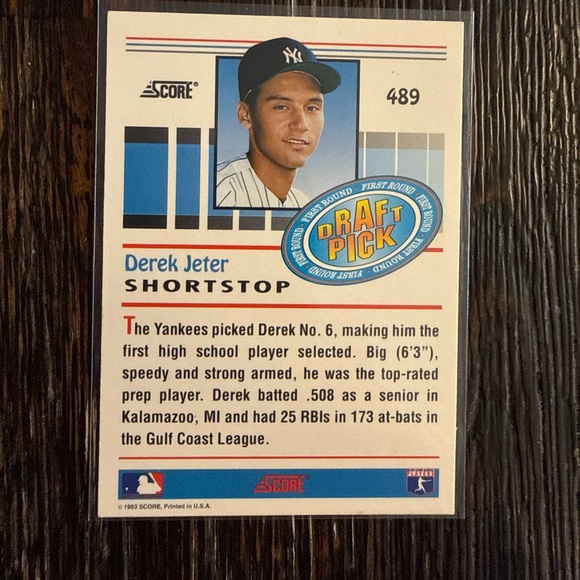 NY
SCORE®
489
FIRST ROUND · FIRST ROUND · FIRST ROUND · FIRST ROUND · FIRST ROUND
DRAFT
PICK
Derek Jeter
SHORTSTOP
The Yankees picked Derek No. 6, making him the
first high school player selected. Big (6'3"),
speedy and strong armed, he was the top-rated
prep player. Derek batted .508 as a senior in
Kalamazoo, MI and had 25 RBIs in 173 at-bats in
the Gulf Coast League.
SCORE
PLAYERS
© 1993 SCORE, Printed in U.S.A.